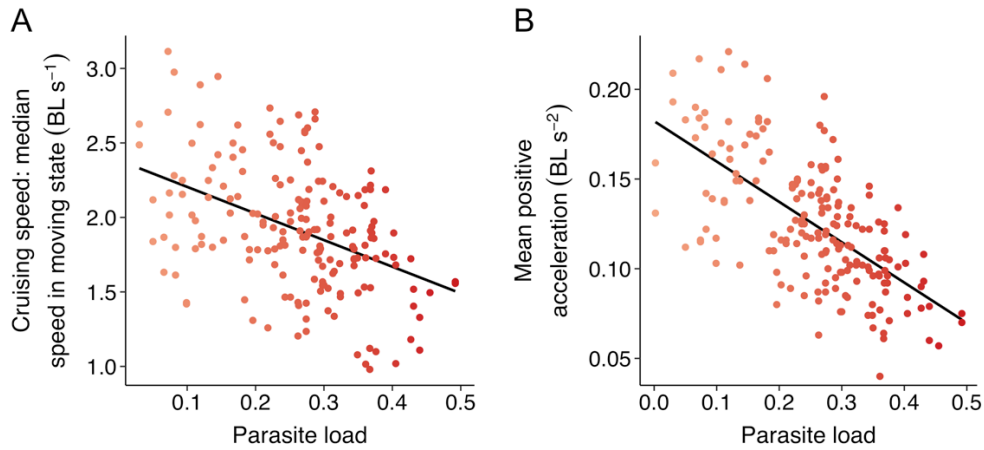 A
Cruising speed: median
speed in moving state (BL s⁻¹)
3.0
2.5
2.0
1.5
1.0
0.1 0.2 0.3 0.4 0.5
Parasite load
B
Mean positive
acceleration (BL s⁻²)
0.20
0.15
0.10
0.05
0.0 0.1 0.2 0.3 0.4 0.5
Parasite load